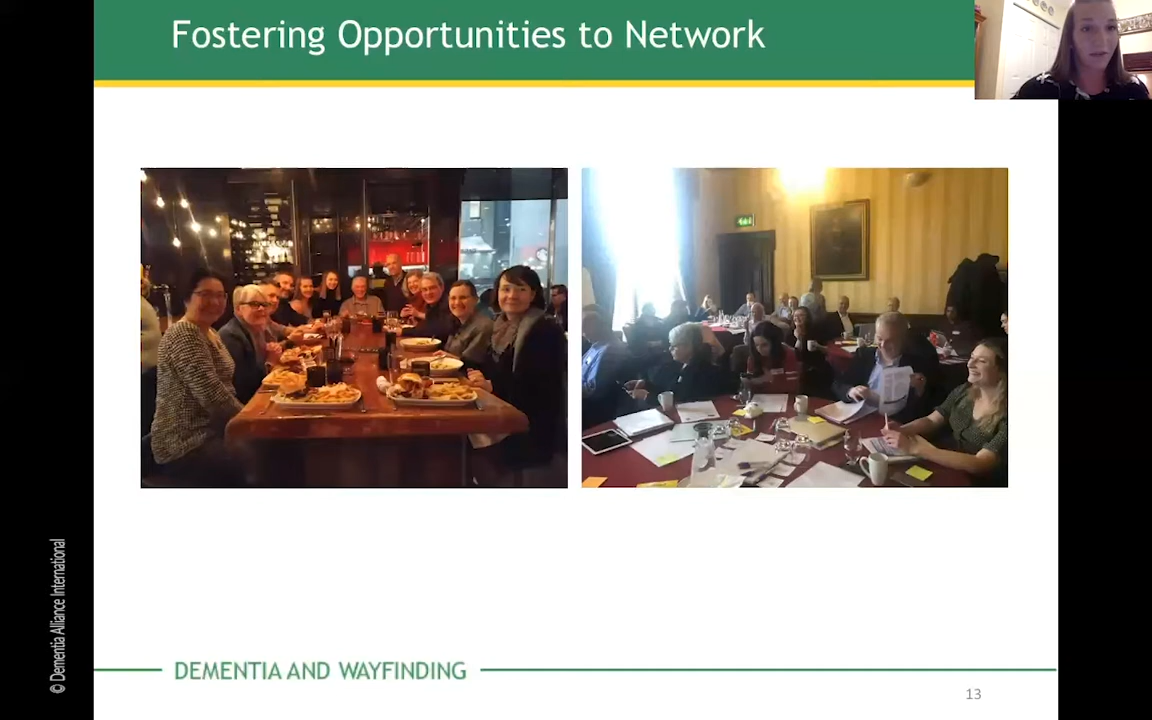 Fostering Opportunities to Network
© Dementia Alliance International
DEMENTIA AND WAYFINDING
13